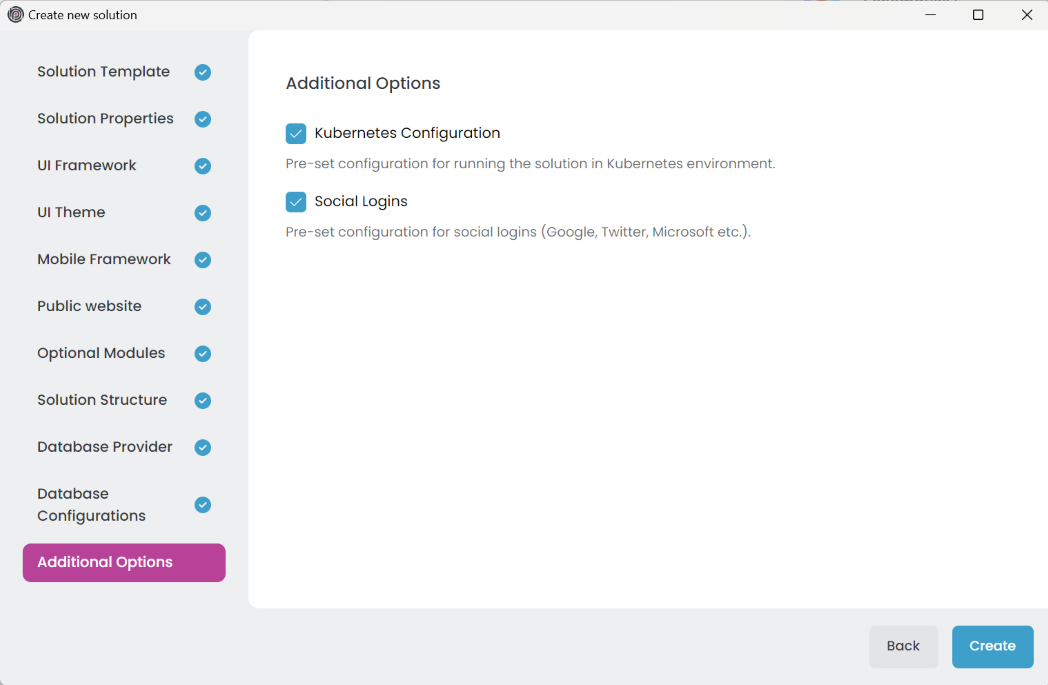 Create new solution
Solution Template
Solution Properties
UI Framework
UI Theme
Mobile Framework
Public website
Optional Modules
Solution Structure
Database Provider
Database
Configurations
Additional Options
Additional Options
Kubernetes Configuration
Pre-set configuration for running the solution in Kubernetes environment.
Social Logins
Pre-set configuration for social logins (Google, Twitter, Microsoft etc.).
Back
Create